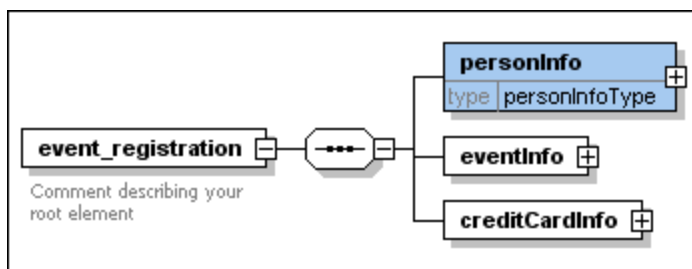 personInfo
type personInfoType
event_registration
eventInfo
Comment describing your
root element
creditCardInfo